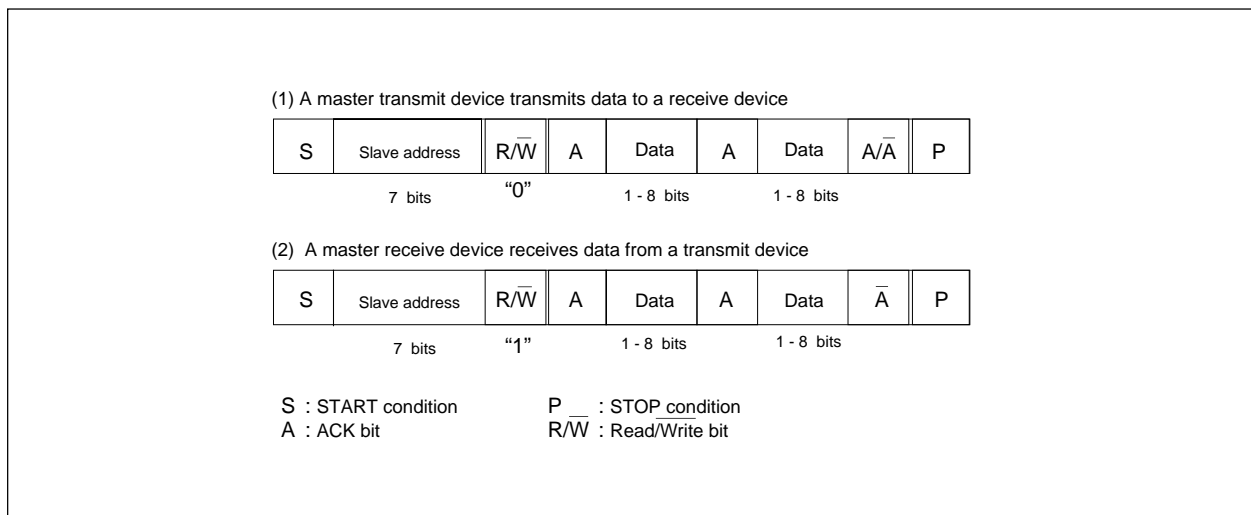 (1) A master transmit device transmits data to a receive device
S Slave address R/W̅ A Data A Data A/A̅ P
7 bits “0” 1 - 8 bits 1 - 8 bits
(2) A master receive device receives data from a transmit device
S Slave address R/W̅ A Data A Data A̅ P
7 bits “1” 1 - 8 bits 1 - 8 bits
S : START condition P : STOP condition
A : ACK bit R/W̅ : Read/W̅r̅i̅t̅e̅ bit